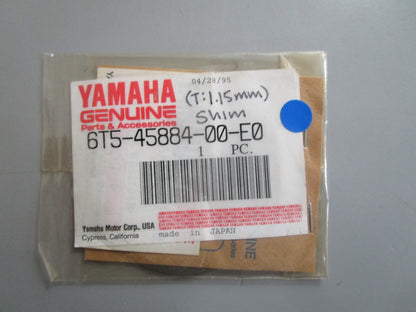 04/28/95
YAMAHA
GENUINE
Parts & Accessories
(T:1.15mm)
Shim
6T5-45884-00-E0
1 PC.
Yamaha Motor Corp., USA
Cypress, California
made in JAPAN